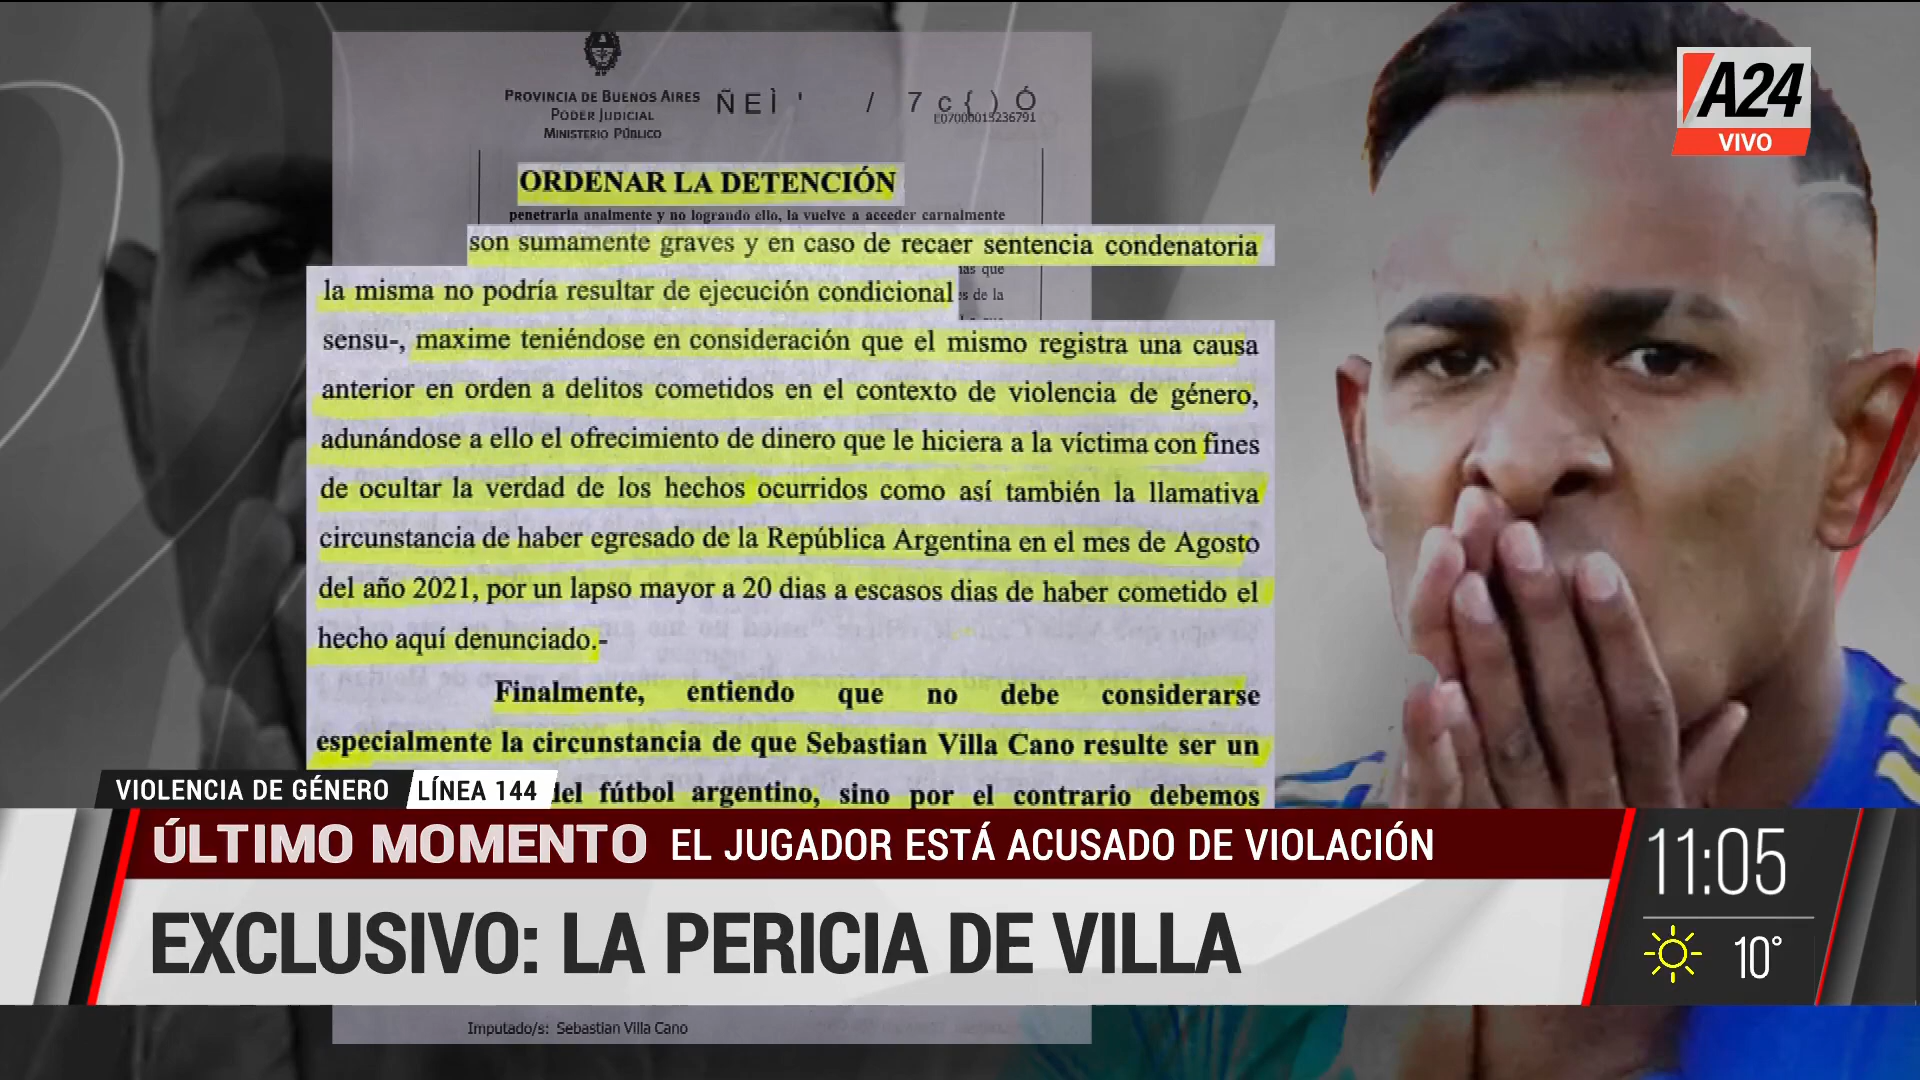 PROVINCIA DE BUENOS AIRES
PODER JUDICIAL
MINISTERIO PÚBLICO
ÑEÌ ' / 7 c{ ) Ó
E07000015236791
ORDENAR LA DETENCIÓN
penetrarla analmente y no logrando ello, la vuelve a acceder carnalmente
son sumamente graves y en caso de recaer sentencia condenatoria
más que
la misma no podría resultar de ejecución condicional
de la
sensu-, maxime teniéndose en consideración que el mismo registra una causa
anterior en orden a delitos cometidos en el contexto de violencia de género,
adunándose a ello el ofrecimiento de dinero que le hiciera a la víctima con fines
de ocultar la verdad de los hechos ocurridos como así también la llamativa
circunstancia de haber egresado de la República Argentina en el mes de Agosto
del año 2021, por un lapso mayor a 20 dias a escasos dias de haber cometido el
hecho aquí denunciado.-
Finalmente, entiendo que no debe considerarse
especialmente la circunstancia de que Sebastian Villa Cano resulte ser un
del fútbol argentino, sino por el contrario debemos
A24
VIVO
VIOLENCIA DE GÉNERO LÍNEA 144
ÚLTIMO MOMENTO EL JUGADOR ESTÁ ACUSADO DE VIOLACIÓN
EXCLUSIVO: LA PERICIA DE VILLA
11:05
10°
Imputado/s: Sebastian Villa Cano